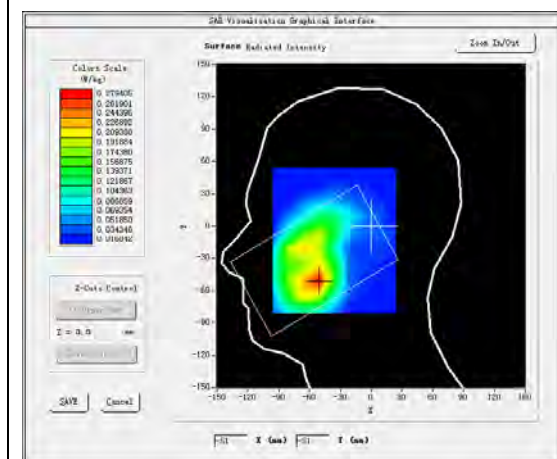 SAR Visualisation Graphical Interface
Surface Radiated Intensity
Zoom In/Out
Colors Scale
(W/kg)
0.279405
0.261901
0.244396
0.226892
0.209388
0.191884
0.174380
0.156875
0.139371
0.121867
0.104363
0.086859
0.069354
0.051850
0.034346
0.016842
150
120
90
60
30
0
-30
-60
-90
-120
-150
-150 -120 -90 -60 -30 0 30 60 90 120 150
X
Z-Cuts Control
Z = 0.0 mm
SAVE Cancel
-51 X (mm) -51 Y (mm)